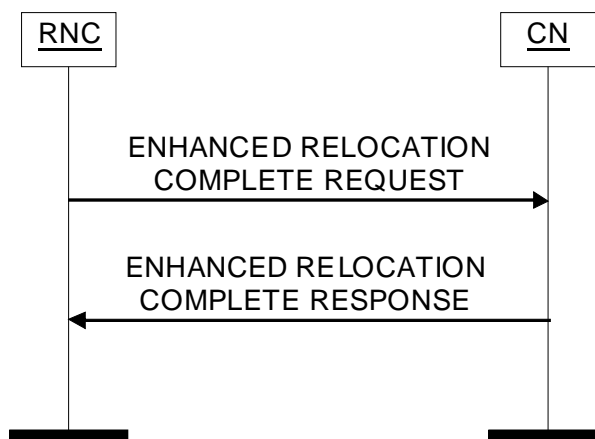 RNC
CN
ENHANCED RELOCATION
COMPLETE REQUEST
ENHANCED RELOCATION
COMPLETE RESPONSE